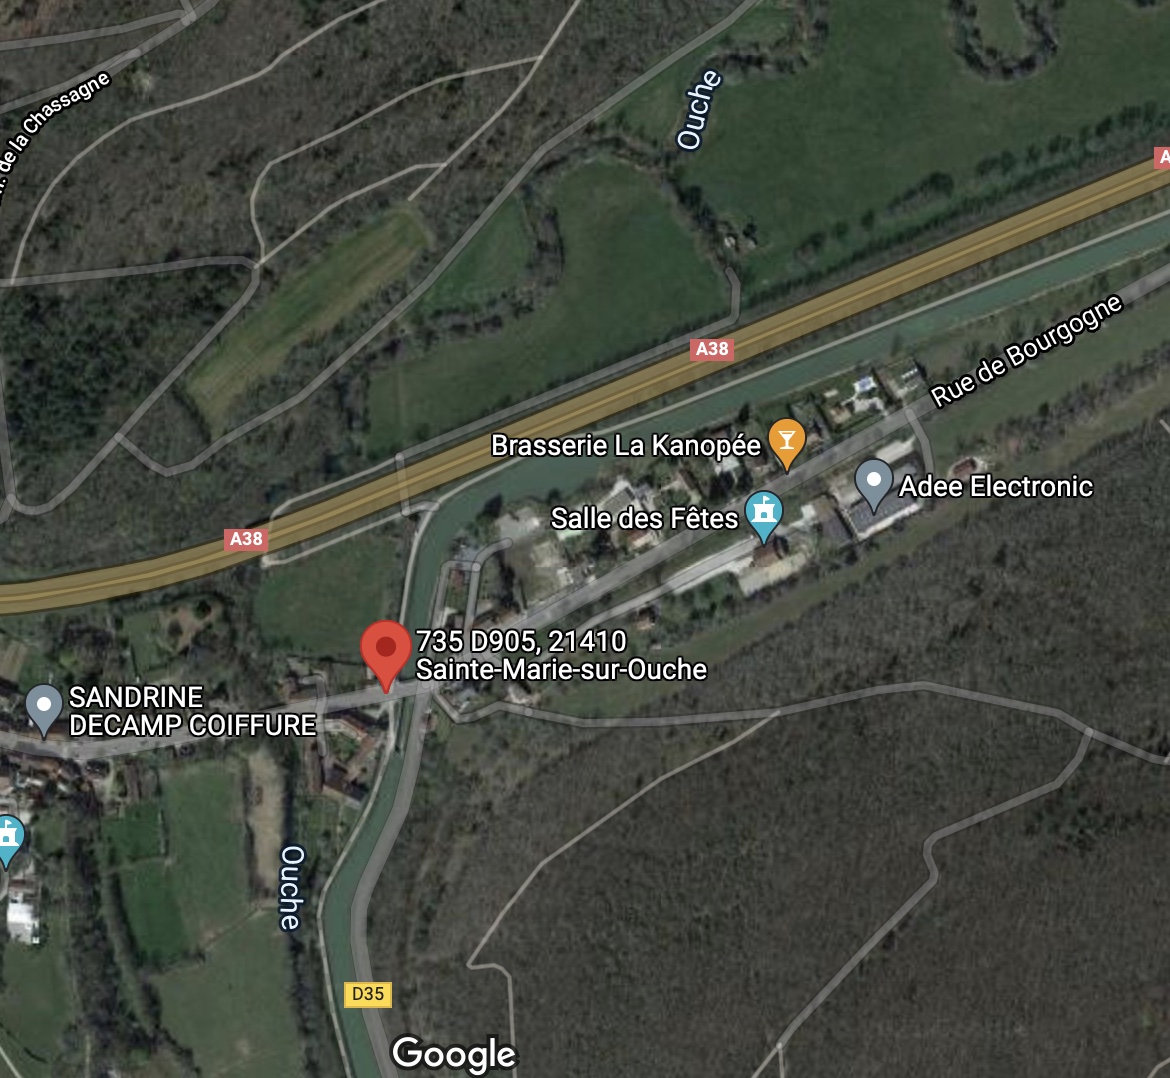 Ouche
de la Chassagne
A38
Rue de Bourgogne
Brasserie La Kanopée
Adee Electronic
Salle des Fêtes
A38
735 D905, 21410
Sainte-Marie-sur-Ouche
SANDRINE
DECAMP COIFFURE
Ouche
D35
Google